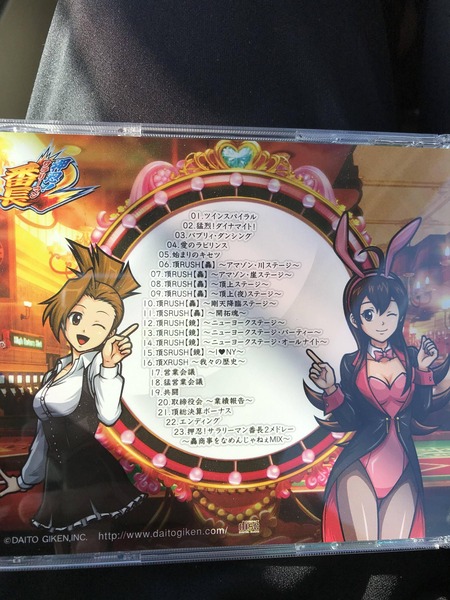 番長2
01.ツインスパイラル
02.猛烈!ダイナマイト!
03.パブリィ・ダンシング
04.愛のラビリンス
05.始まりのキセツ
06.頂RUSH【轟】 〜アマゾン・川ステージ〜
07.頂RUSH【轟】 〜アマゾン・崖ステージ〜
08.頂RUSH【轟】 〜頂上ステージ〜
09.頂RUSH【轟】 〜頂上(夜)ステージ〜
10.頂RUSH【轟】 〜剛天降臨ステージ〜
11.頂SRUSH【轟】 〜開拓魂〜
12.頂RUSH【鏡】 〜ニューヨークステージ〜
13.頂RUSH【鏡】 〜ニューヨークステージ・パーティー〜
14.頂RUSH【鏡】 〜ニューヨークステージ・オールナイト〜
15.頂SRUSH【鏡】 〜I♥NY〜
16.頂XRUSH 〜我々の歴史〜
17.営業会議
18.猛営業会議
19.共闘
20.取締役会 〜業績報告〜
21.頂総決算ボーナス
22.エンディング
23.押忍!サラリーマン番長2メドレー
〜轟商事をなめんじゃねぇMIX〜
©DAITO GIKEN,INC. http://www.daitogiken.com/